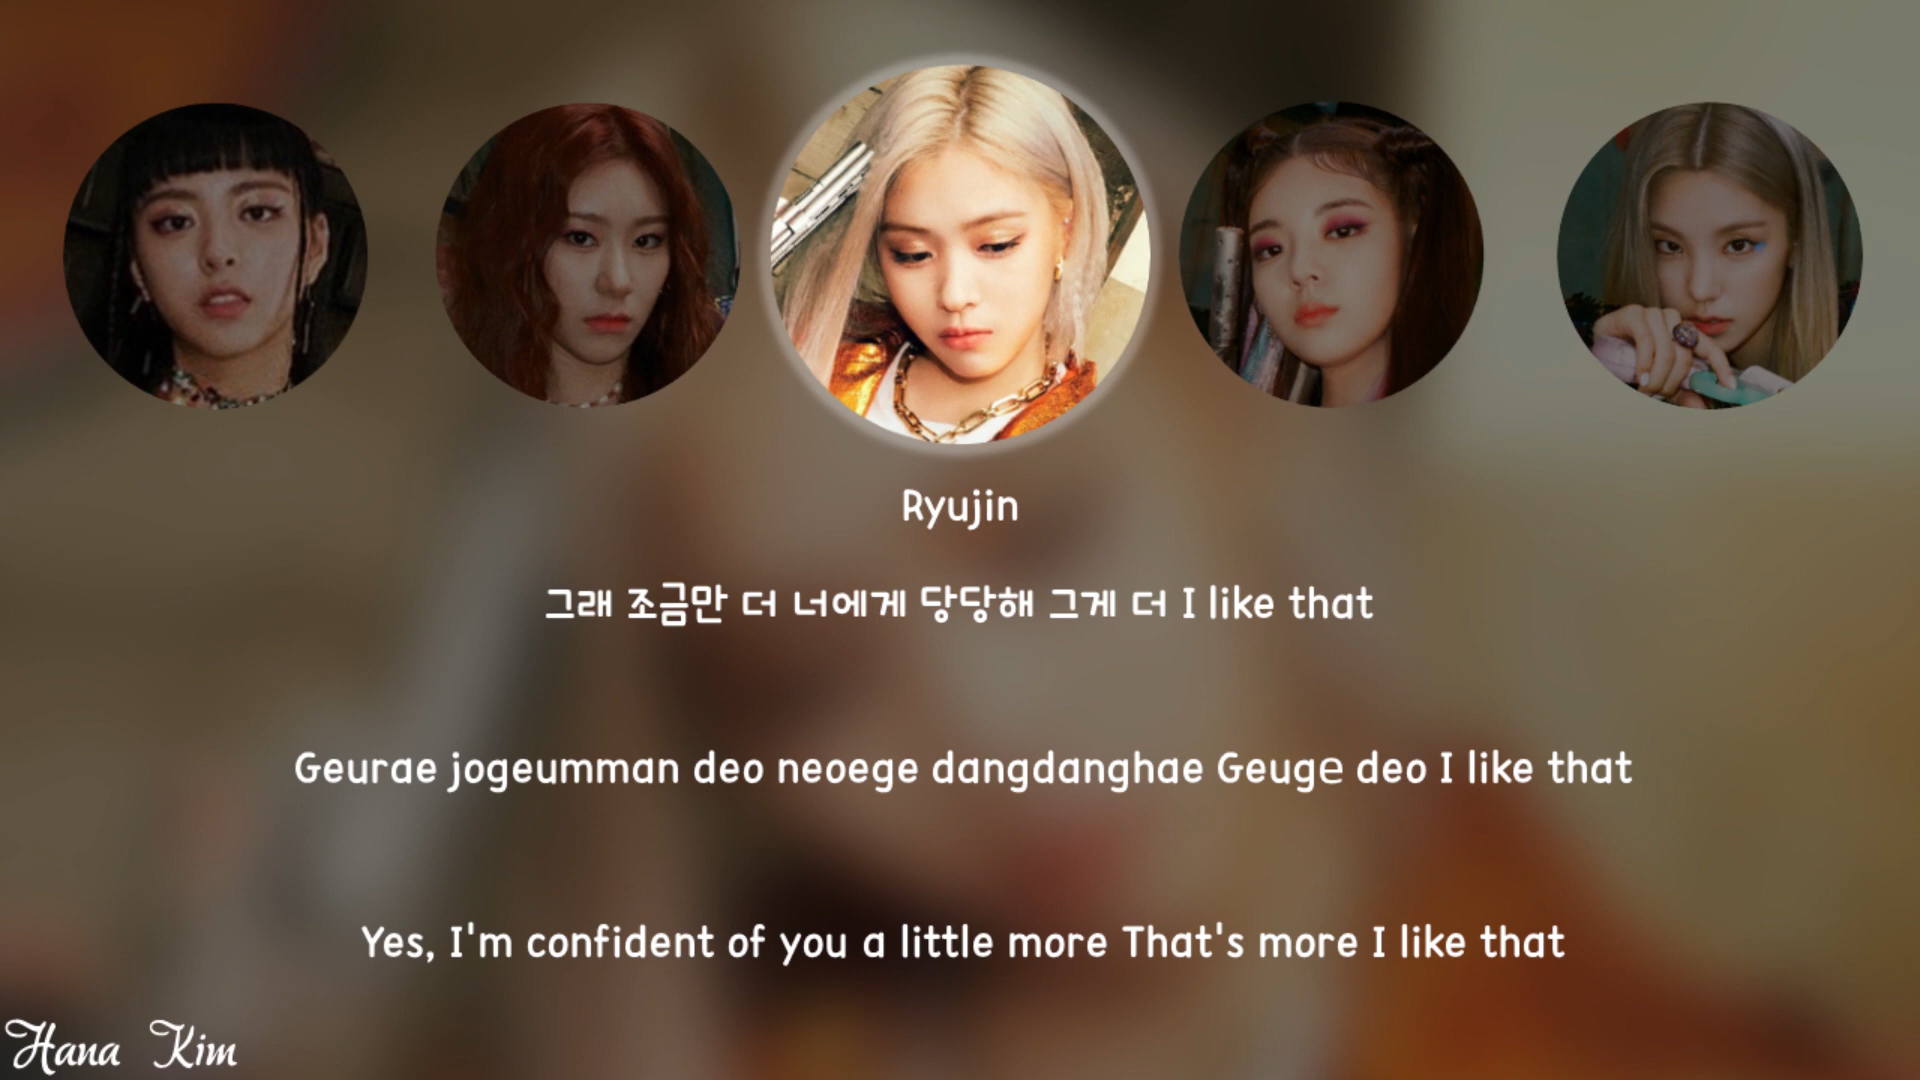 Ryujin
그래 조금만 더 너에게 당당해 그게 더 I like that
Geurae jogeumman deo neoege dangdanghae Geuge deo I like that
Yes, I'm confident of you a little more That's more I like that
Hana Kim